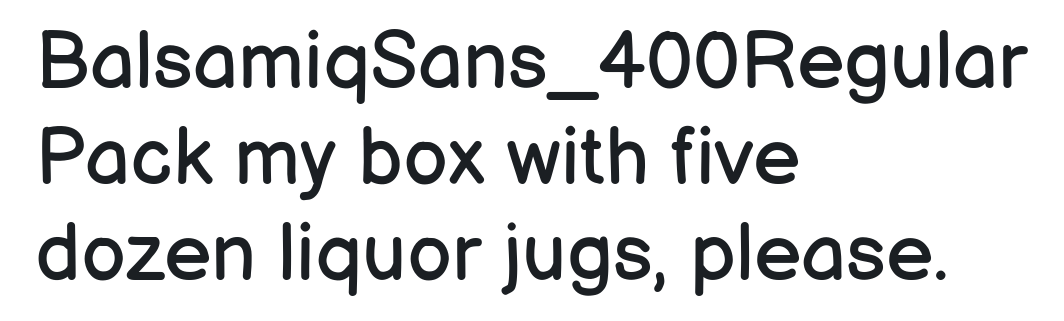 BalsamiqSans_400Regular
Pack my box with five
dozen liquor jugs, please.